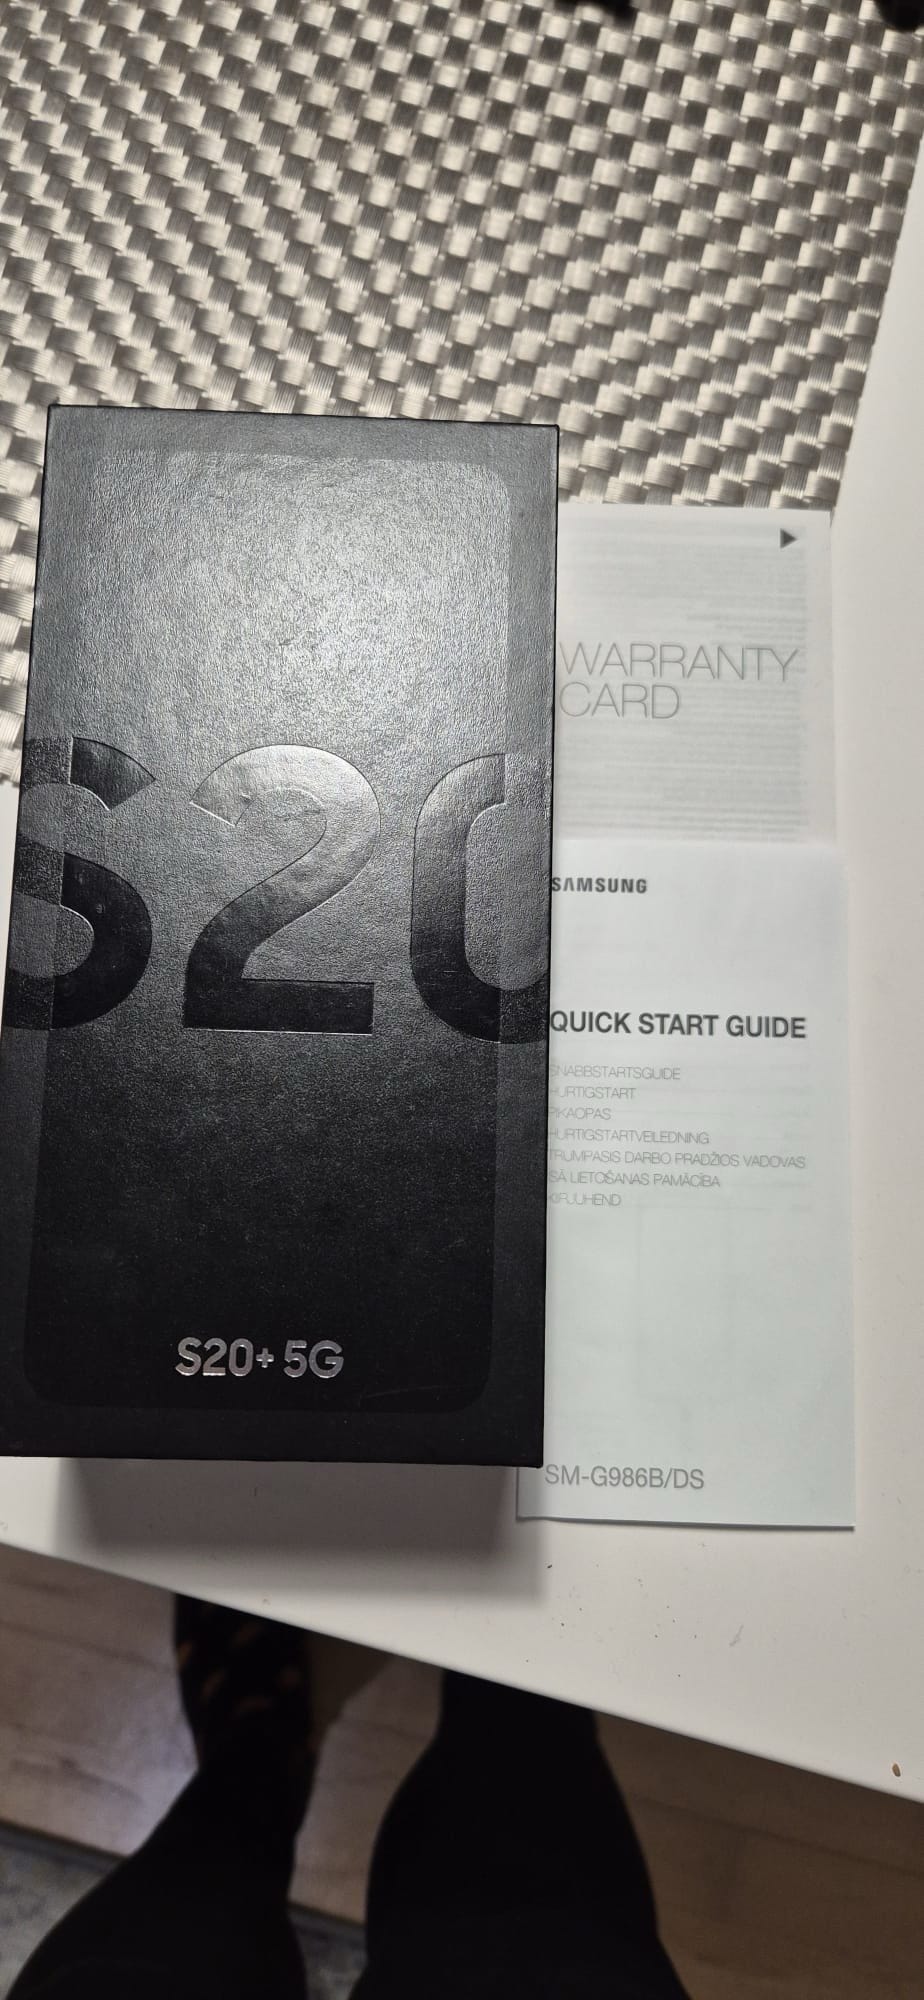 S20
S20+ 5G
WARRANTY
CARD
SAMSUNG
QUICK START GUIDE
SNABBSTARTSGUIDE
HURTIGSTART
PIKAOPAS
HURTIGSTARTVEILEDNING
TRUMPASIS DARBO PRADŽIOS VADOVAS
ĪSĀ LIETOŠANAS PAMĀCĪBA
KIIRJUHEND
SM-G986B/DS